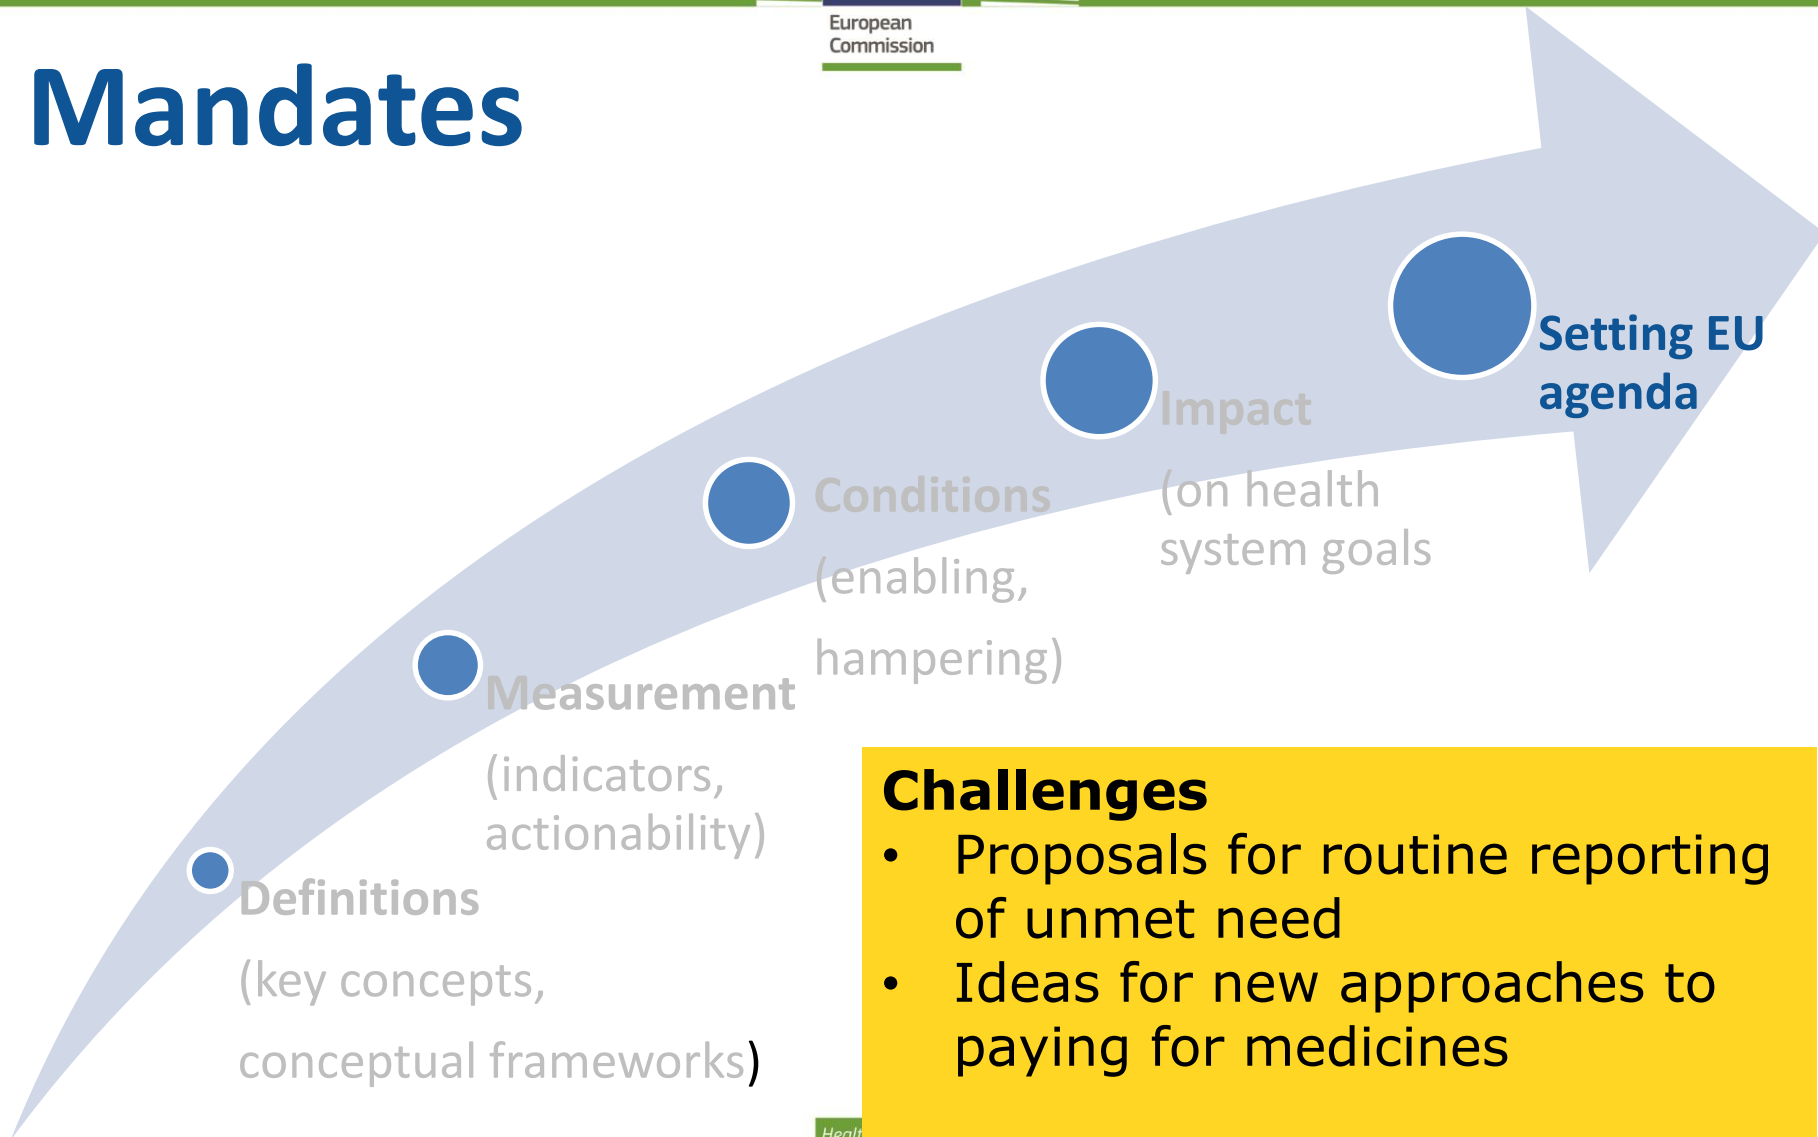 European
Commission
Mandates
Setting EU
agenda
Impact
(on health
system goals
Conditions
(enabling,
hampering)
Measurement
(indicators,
actionability)
Definitions
(key concepts,
conceptual frameworks)
Challenges
• Proposals for routine reporting
of unmet need
• Ideas for new approaches to
paying for medicines